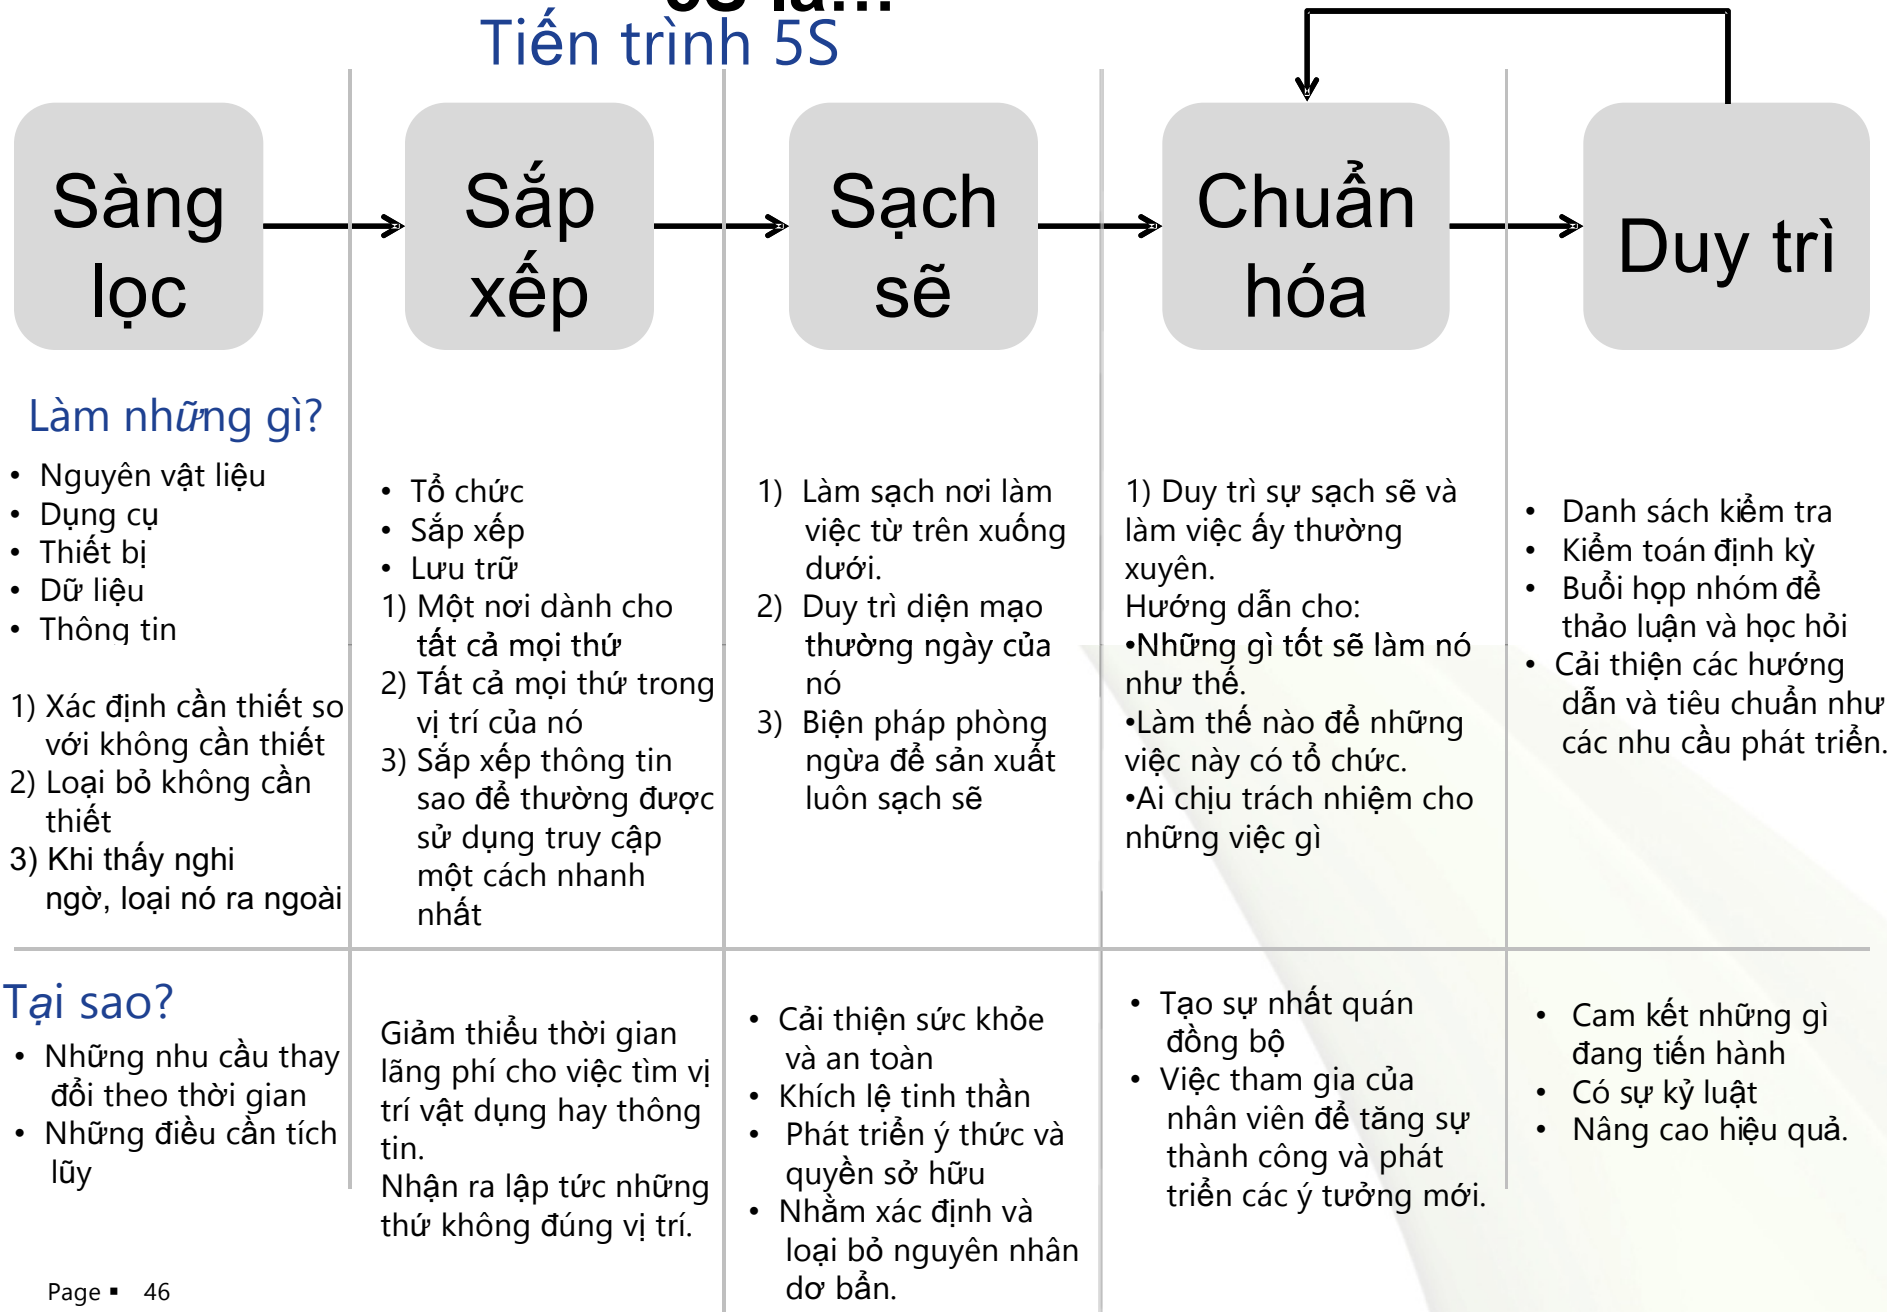 Tiến trình 5S
Sàng
lọc
Sắp
xếp
Sạch
sẽ
Chuẩn
hóa
Duy trì
Làm những gì?
• Nguyên vật liệu
• Dụng cụ
• Thiết bị
• Dữ liệu
• Thông tin
1) Xác định cần thiết so
với không cần thiết
2) Loại bỏ không cần
thiết
3) Khi thấy nghi
ngờ, loại nó ra ngoài
• Tổ chức
• Sắp xếp
• Lưu trữ
1) Một nơi dành cho
tất cả mọi thứ
2) Tất cả mọi thứ trong
vị trí của nó
3) Sắp xếp thông tin
sao để thường được
sử dụng truy cập
một cách nhanh
nhất
1) Làm sạch nơi làm
việc từ trên xuống
dưới.
2) Duy trì diện mạo
thường ngày của
nó
3) Biện pháp phòng
ngừa để sản xuất
luôn sạch sẽ
1) Duy trì sự sạch sẽ và
làm việc ấy thường
xuyên.
Hướng dẫn cho:
•Những gì tốt sẽ làm nó
như thế.
•Làm thế nào để những
việc này có tổ chức.
•Ai chịu trách nhiệm cho
những việc gì
• Danh sách kiểm tra
• Kiểm toán định kỳ
• Buổi họp nhóm để
thảo luận và học hỏi
• Cải thiện các hướng
dẫn và tiêu chuẩn như
các nhu cầu phát triển.
Tại sao?
• Những nhu cầu thay
đổi theo thời gian
• Những điều cần tích
lũy
Giảm thiểu thời gian
lãng phí cho việc tìm vị
trí vật dụng hay thông
tin.
Nhận ra lập tức những
thứ không đúng vị trí.
• Cải thiện sức khỏe
và an toàn
• Khích lệ tinh thần
• Phát triển ý thức và
quyền sở hữu
• Nhằm xác định và
loại bỏ nguyên nhân
dơ bẩn.
• Tạo sự nhất quán
đồng bộ
• Việc tham gia của
nhân viên để tăng sự
thành công và phát
triển các ý tưởng mới.
• Cam kết những gì
đang tiến hành
• Có sự kỷ luật
• Nâng cao hiệu quả.
Page ▪ 46